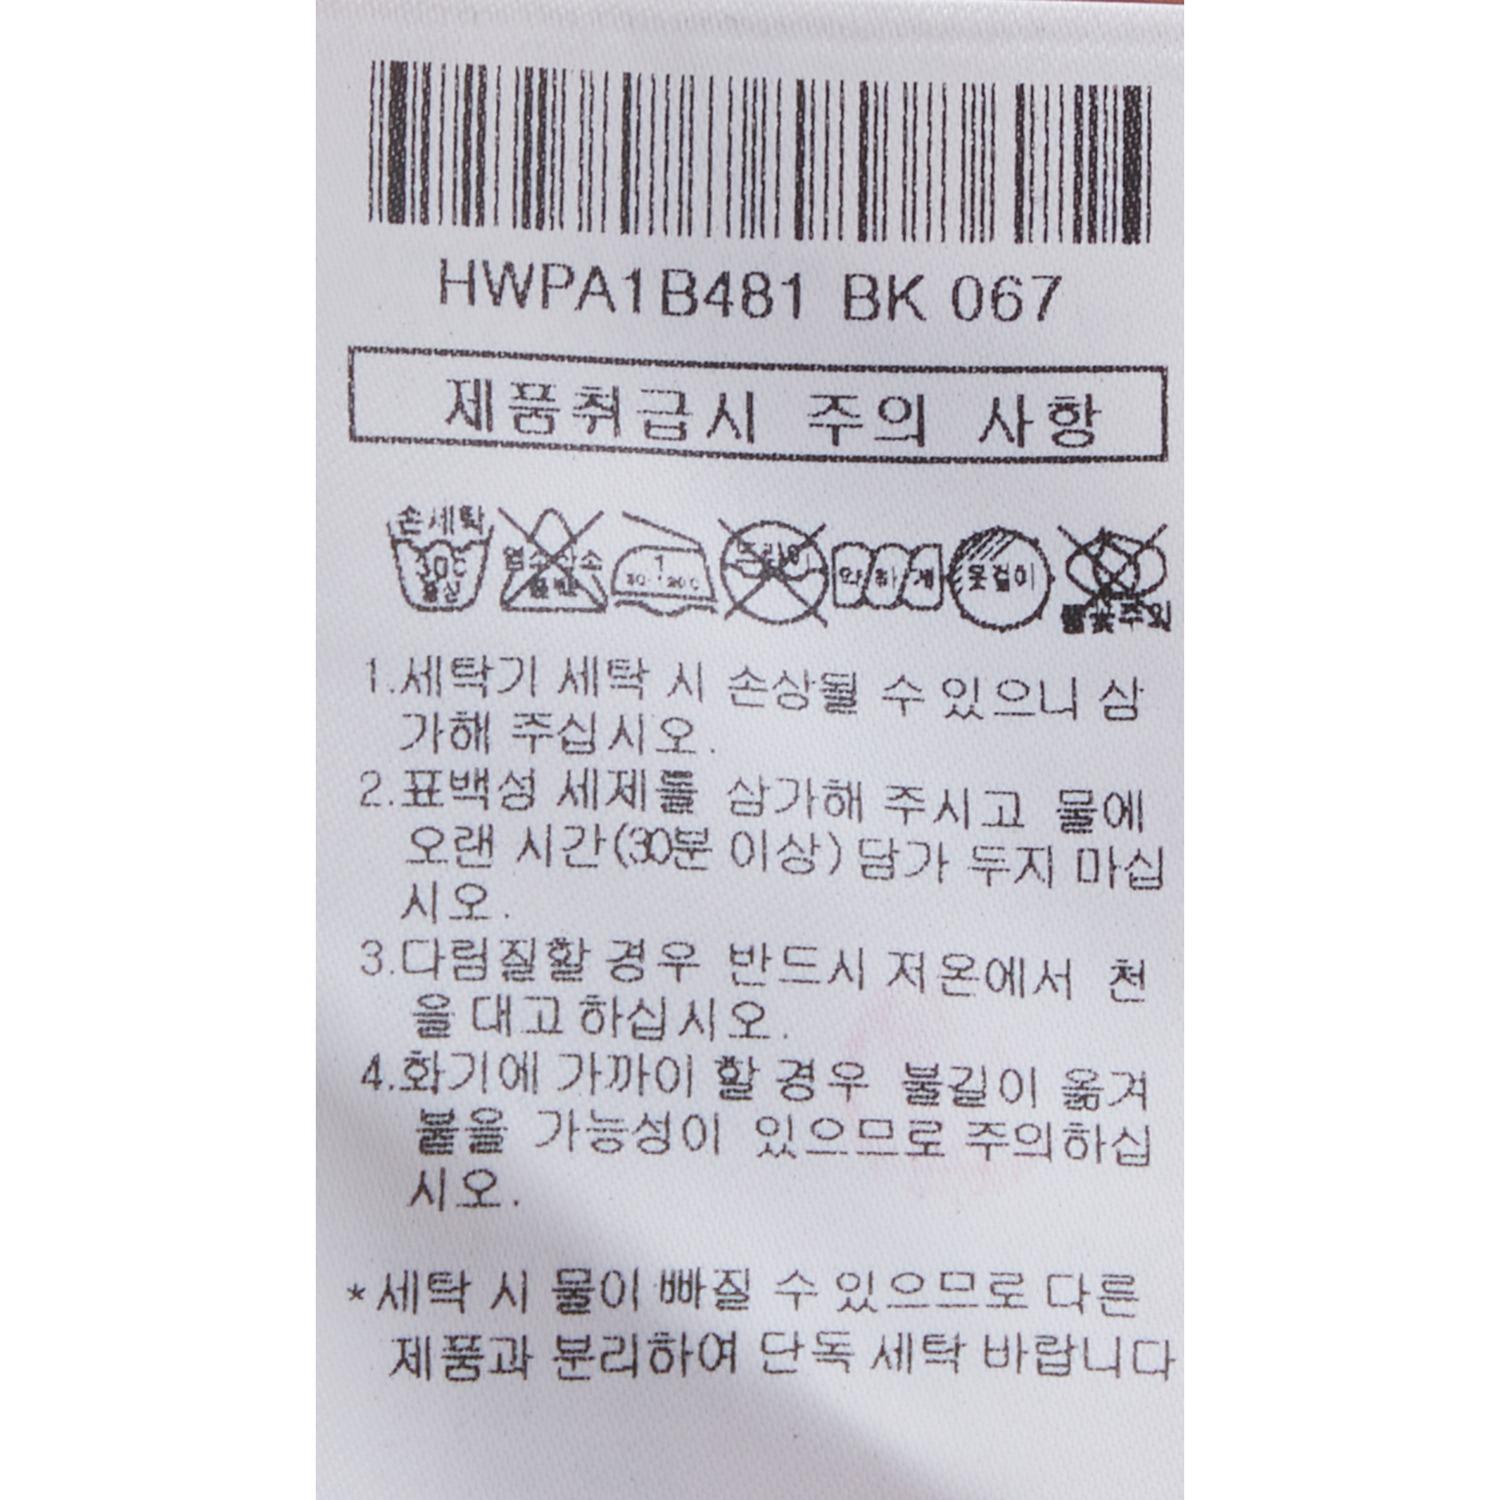 HWPA1B481 BK 067
제품취급시 주의 사항
손세탁 30C 중성
염소산소표백
1 80-120C
드라이
약하게
옷걸이
불꽃주의
1.세탁기 세탁 시 손상될 수 있으니 삼
가해 주십시오.
2.표백성 세제를 삼가해 주시고 물에
오랜 시간(30분 이상)담가 두지 마십
시오.
3.다림질할 경우 반드시 저온에서 천
을 대고 하십시오.
4.화기에 가까이 할 경우 불길이 옮겨
붙을 가능성이 있으므로 주의하십
시오.
*세탁 시 물이 빠질 수 있으므로 다른
제품과 분리하여 단독 세탁 바랍니다